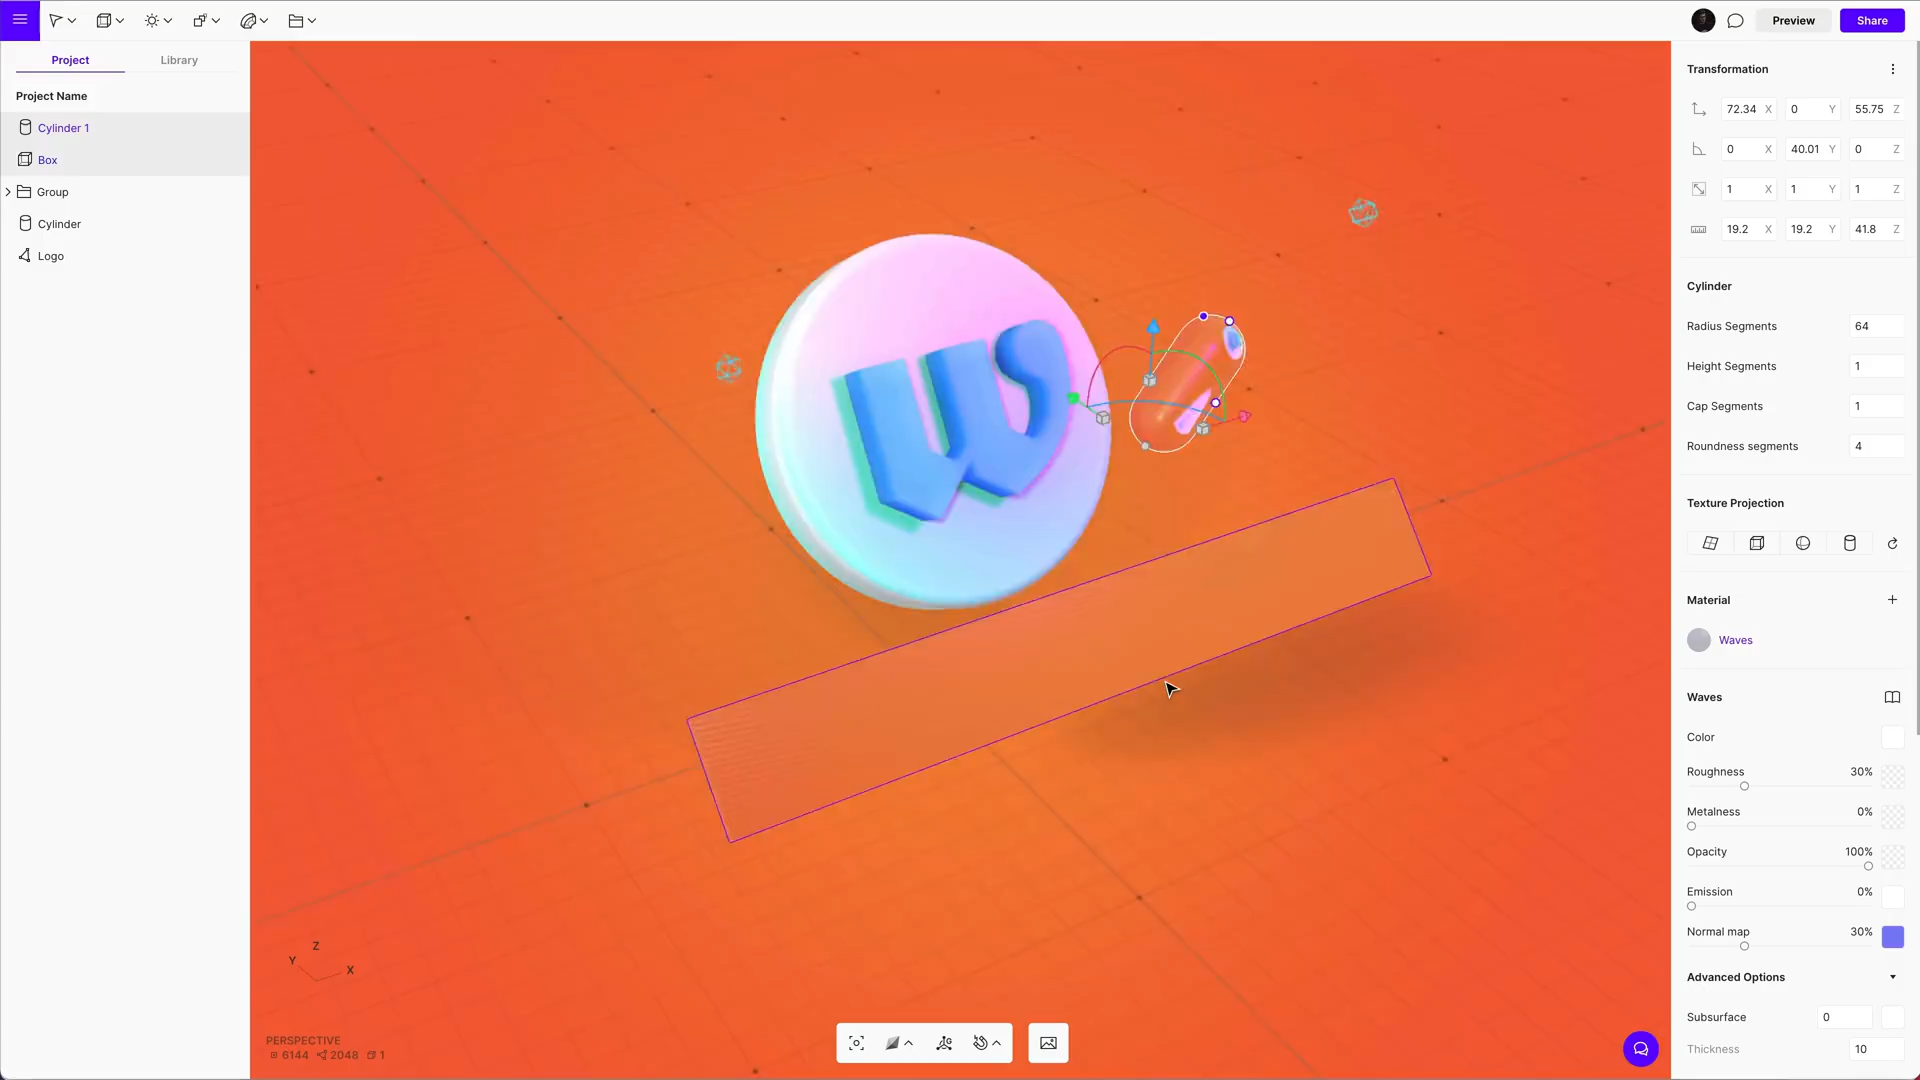 Preview
Share
Project
Library
Project Name
Cylinder 1
Box
Group
Cylinder
Logo
Transformation
72.34 X 0 Y 55.75 Z
0 X 40.01 Y 0 Z
1 X 1 Y 1 Z
19.2 X 19.2 Y 41.8 Z
Cylinder
Radius Segments 64
Height Segments 1
Cap Segments 1
Roundness segments 4
Texture Projection
Material
Waves
Waves
Color
Roughness 30%
Metalness 0%
Opacity 100%
Emission 0%
Normal map 30%
Advanced Options
Subsurface 0
Thickness 10
w
Z
Y
X
PERSPECTIVE
6144 2048 1